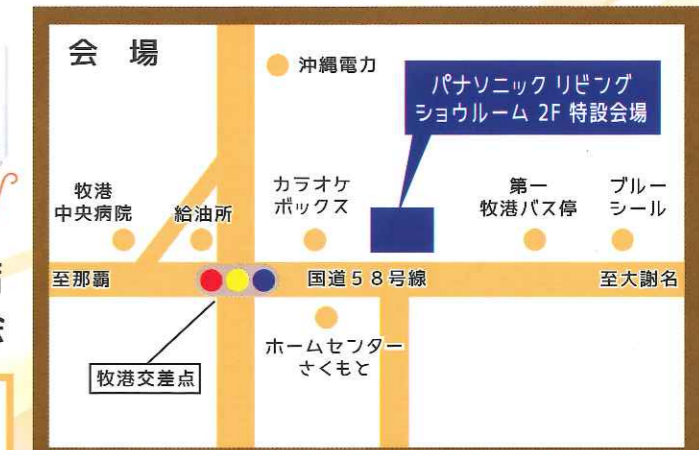 会 場
沖縄電力
パナソニック リビング
ショウルーム 2F 特設会場
牧港
中央病院
給油所
カラオケ
ボックス
第一
牧港バス停
ブルー
シール
至那覇
国道５８号線
至大謝名
ホームセンター
さくもと
牧港交差点